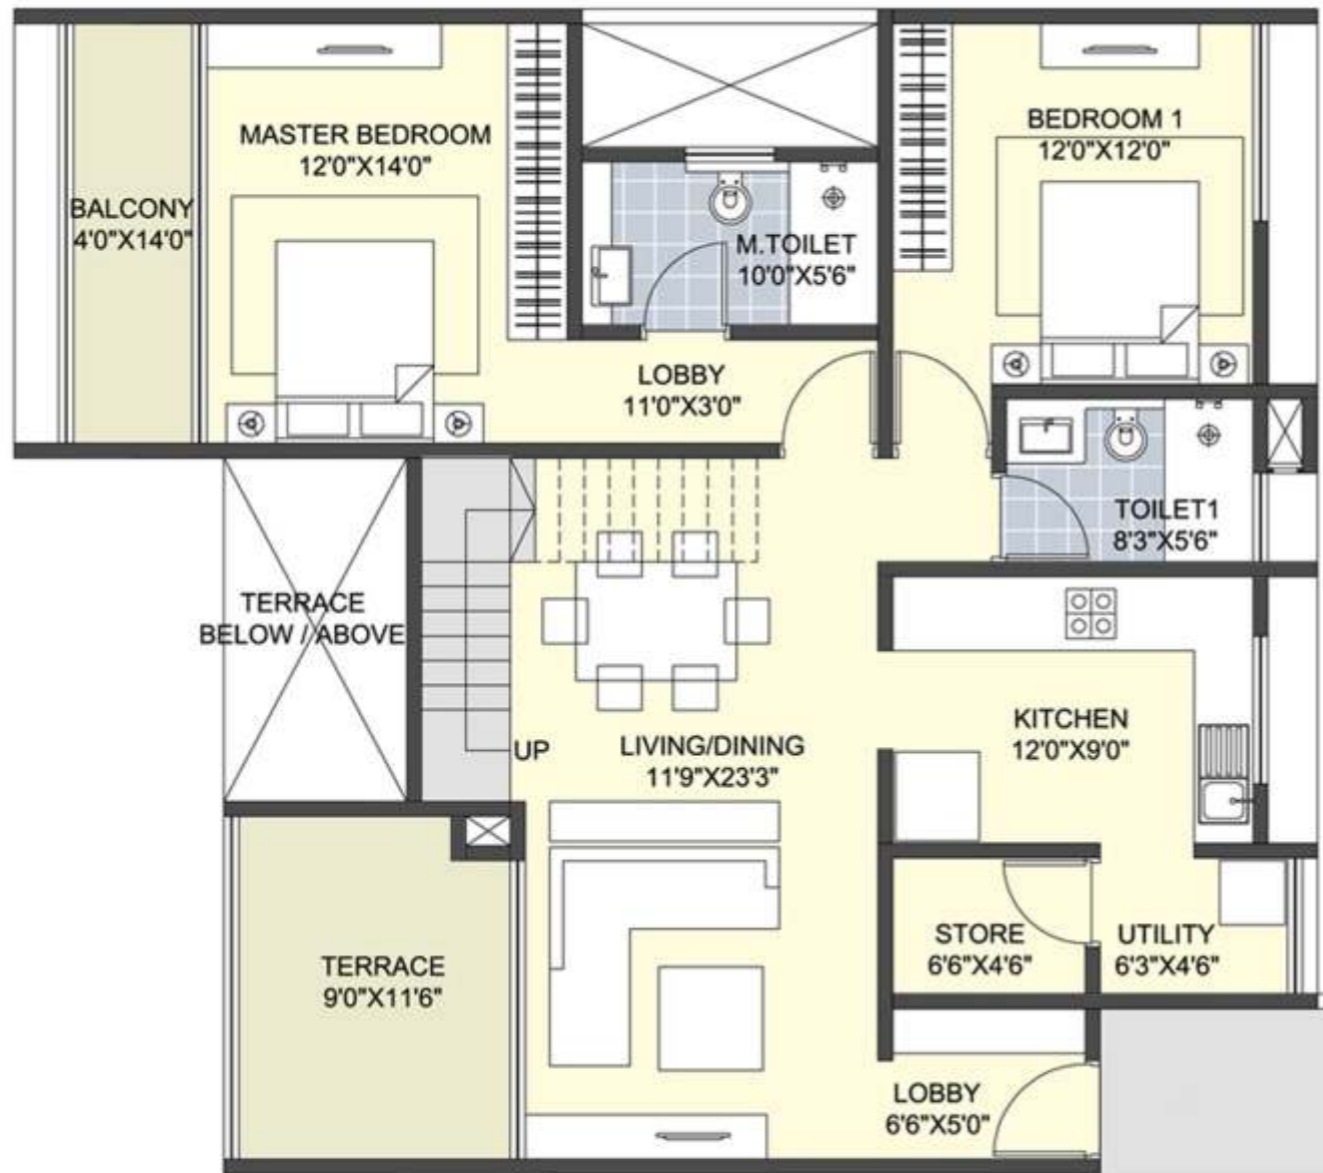 MASTER BEDROOM
12'0"X14'0"
BEDROOM 1
12'0"X12'0"
BALCONY
4'0"X14'0"
M.TOILET
10'0"X5'6"
LOBBY
11'0"X3'0"
TOILET1
8'3"X5'6"
TERRACE
BELOW / ABOVE
UP
LIVING/DINING
11'9"X23'3"
KITCHEN
12'0"X9'0"
STORE
6'6"X4'6"
UTILITY
6'3"X4'6"
TERRACE
9'0"X11'6"
LOBBY
6'6"X5'0"